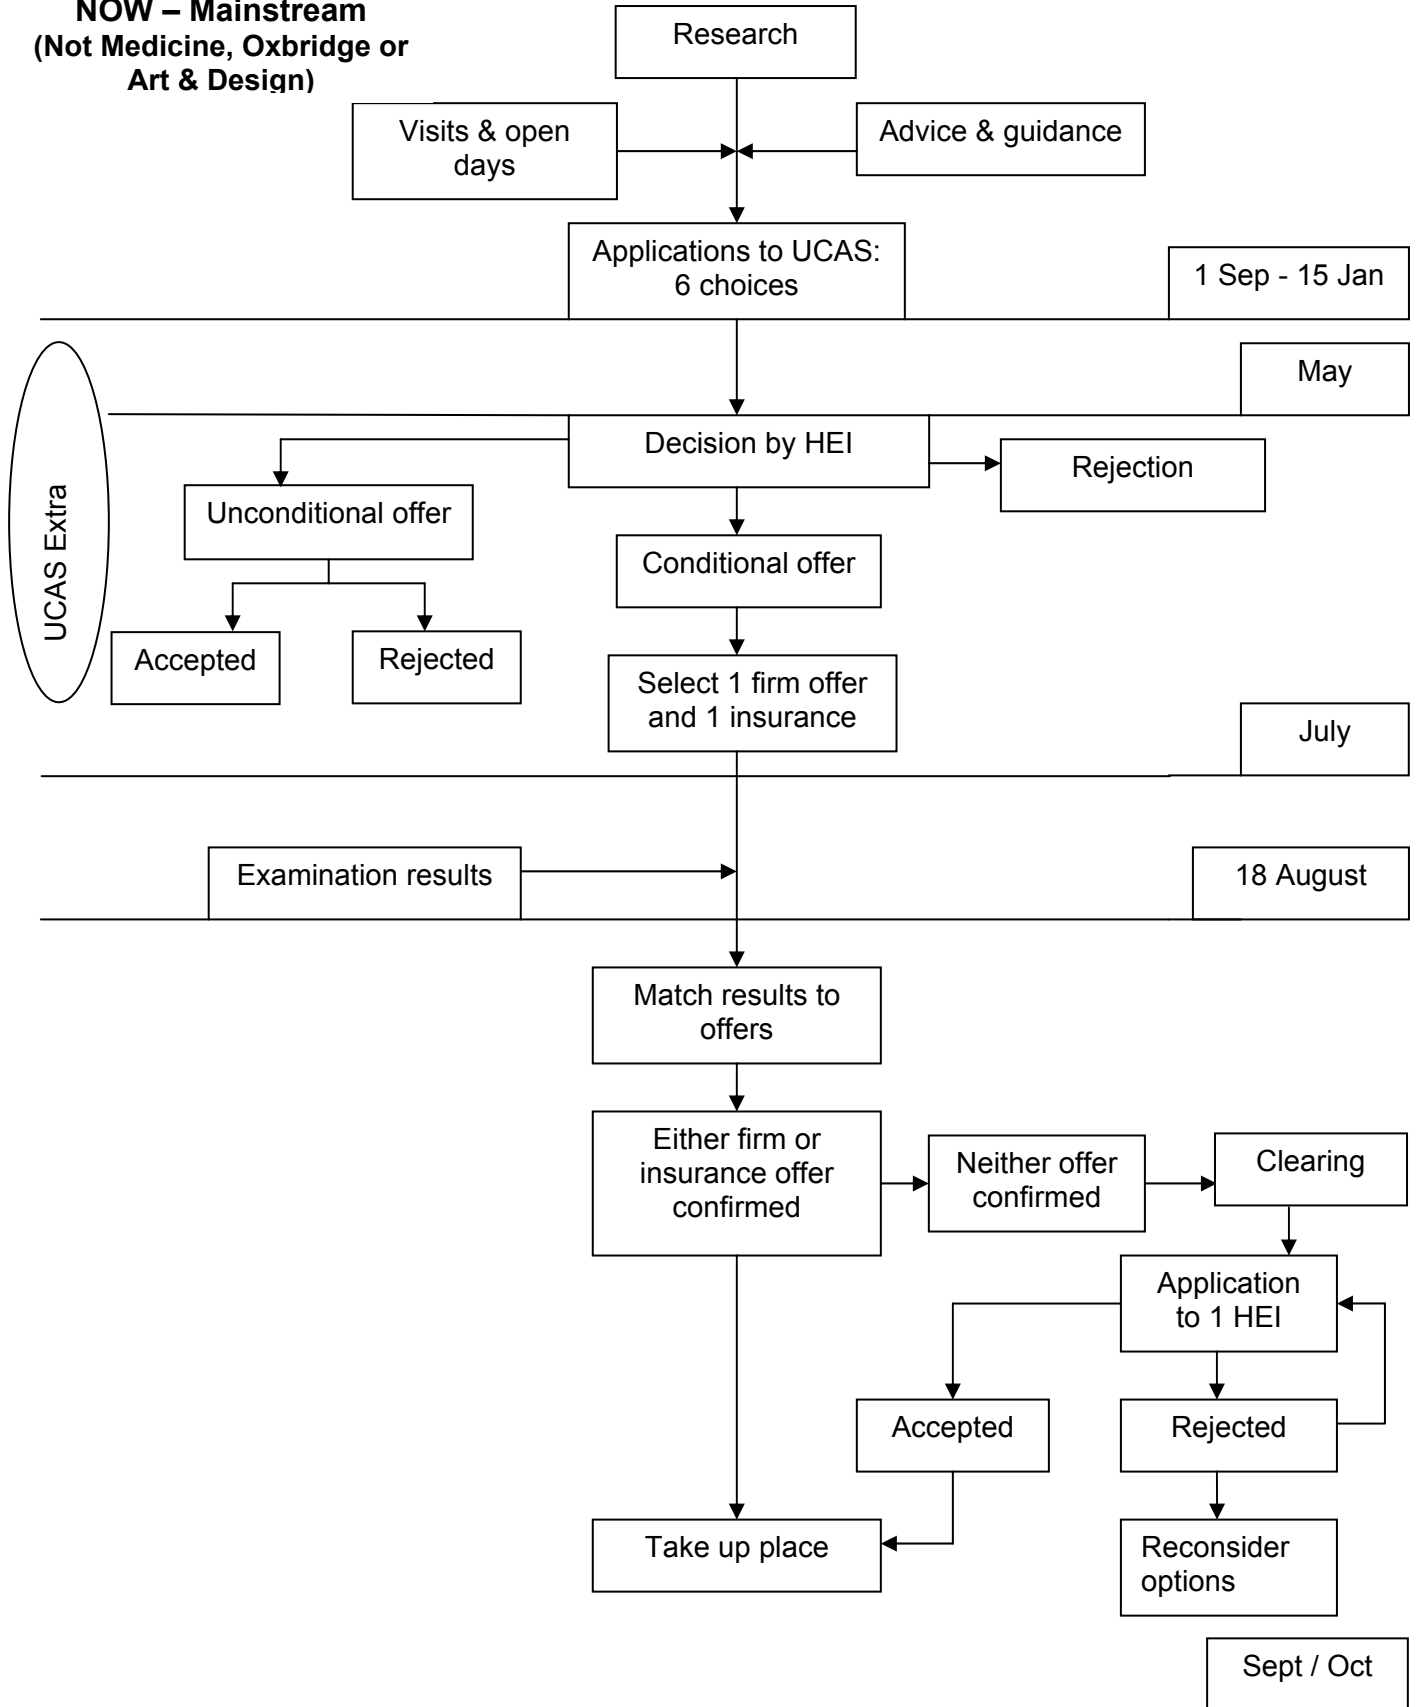 NOW – Mainstream
(Not Medicine, Oxbridge or
Art & Design)
Research
Visits & open
days
Advice & guidance
Applications to UCAS:
6 choices
1 Sep - 15 Jan
May
UCAS Extra
Decision by HEI
Rejection
Unconditional offer
Conditional offer
Accepted
Rejected
Select 1 firm offer
and 1 insurance
July
Examination results
18 August
Match results to
offers
Either firm or
insurance offer
confirmed
Neither offer
confirmed
Clearing
Application
to 1 HEI
Accepted
Rejected
Take up place
Reconsider
options
Sept / Oct